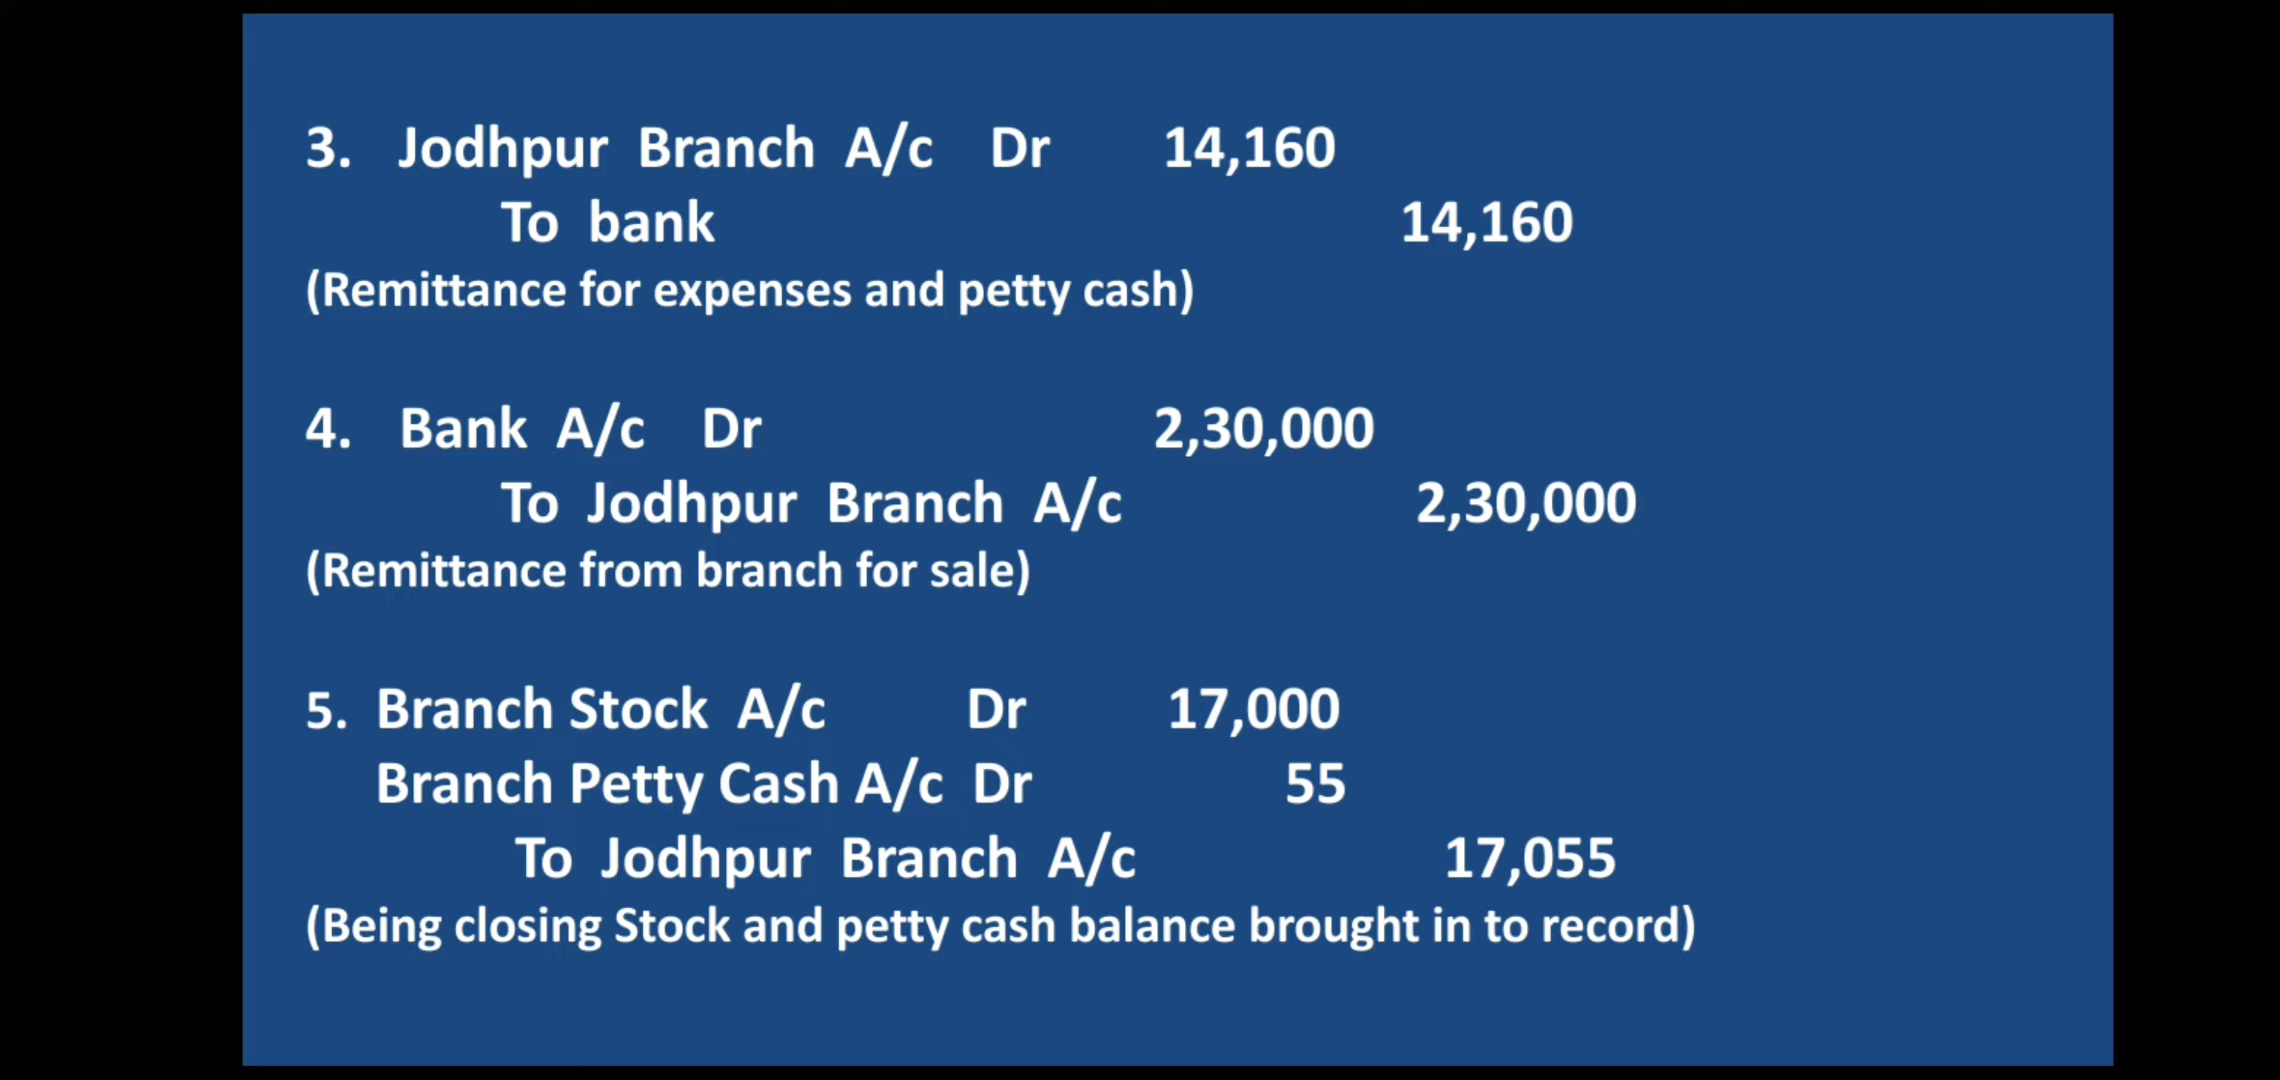 3. Jodhpur Branch A/c Dr 14,160
To bank 14,160
(Remittance for expenses and petty cash)
4. Bank A/c Dr 2,30,000
To Jodhpur Branch A/c 2,30,000
(Remittance from branch for sale)
5. Branch Stock A/c Dr 17,000
Branch Petty Cash A/c Dr 55
To Jodhpur Branch A/c 17,055
(Being closing Stock and petty cash balance brought in to record)